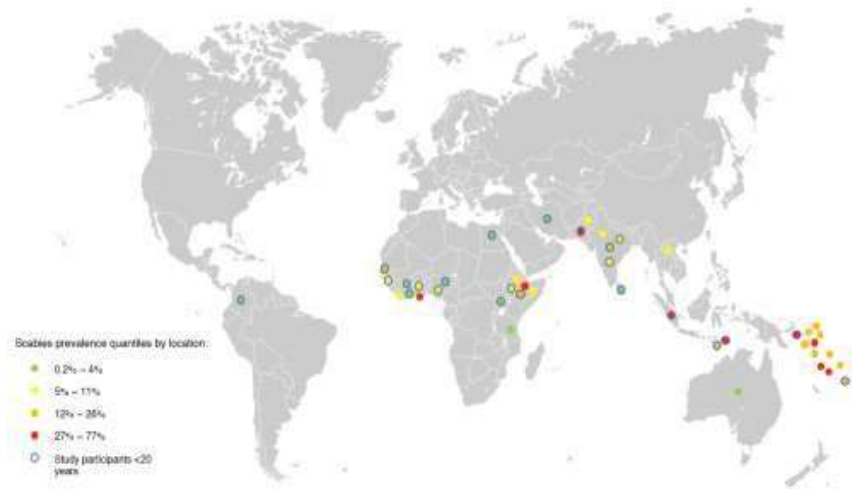 Scabies prevalence quantiles by location:
0.2% – 4%
5% – 11%
12% – 26%
27% – 77%
Study participants <20
years